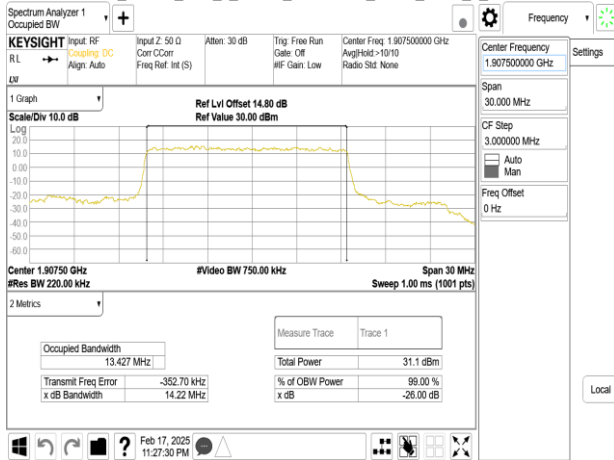 Spectrum Analyzer 1
Occupied BW
+
Frequency
KEYSIGHT
RL
Input: RF
Coupling: DC
Align: Auto
Input Z: 50 Ω
Corr CCorr
Freq Ref: Int (S)
Atten: 30 dB
Trig: Free Run
Gate: Off
#IF Gain: Low
Center Freq: 1.907500000 GHz
Avg|Hold:>10/10
Radio Std: None
LXI
Center Frequency
1.907500000 GHz
Settings
Span
30.000 MHz
CF Step
3.000000 MHz
Auto
Man
Freq Offset
0 Hz
Local
1 Graph
Scale/Div 10.0 dB
Ref Lvl Offset 14.80 dB
Ref Value 30.00 dBm
Log
20.0
10.0
0.00
-10.0
-20.0
-30.0
-40.0
-50.0
-60.0
Center 1.90750 GHz
#Video BW 750.00 kHz
Span 30 MHz
#Res BW 220.00 kHz
Sweep 1.00 ms (1001 pts)
2 Metrics
Measure Trace
Trace 1
Occupied Bandwidth
13.427 MHz
Total Power
31.1 dBm
Transmit Freq Error
-352.70 kHz
% of OBW Power
99.00 %
x dB Bandwidth
14.22 MHz
x dB
-26.00 dB
?
Feb 17, 2025
11:27:30 PM